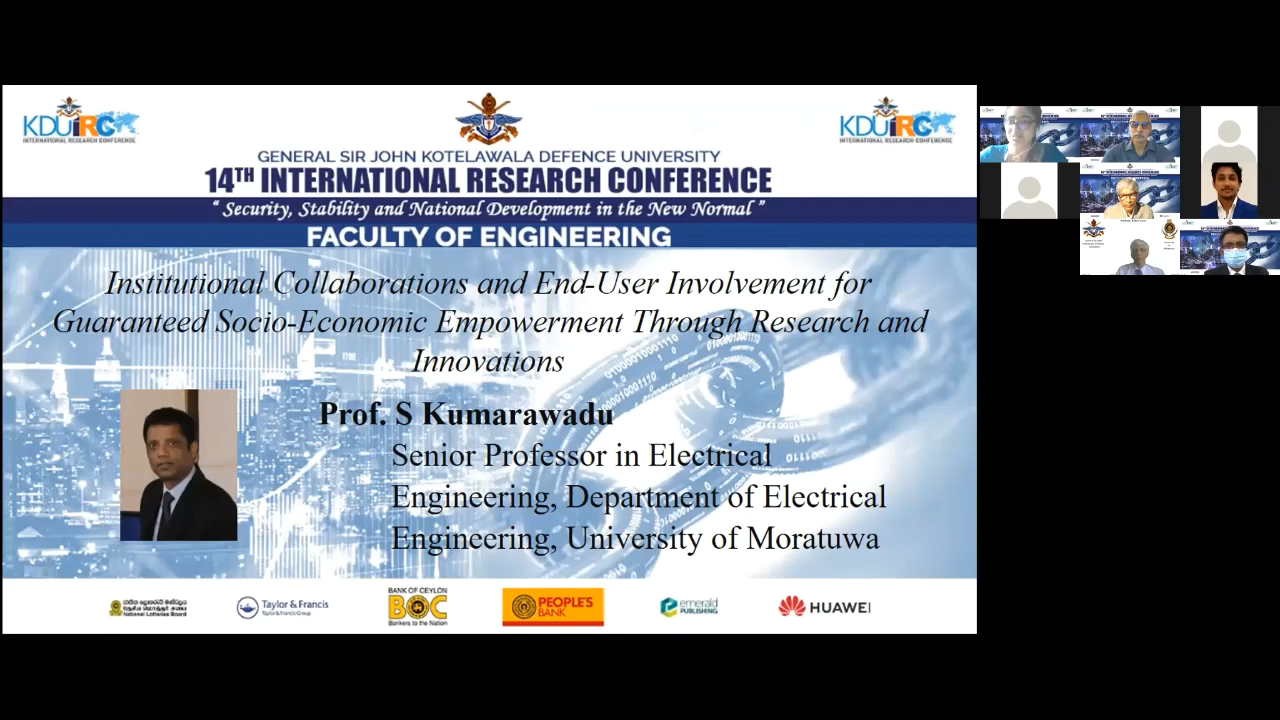 KDU IRC
INTERNATIONAL RESEARCH CONFERENCE
KDU IRC
INTERNATIONAL RESEARCH CONFERENCE
GENERAL SIR JOHN KOTELAWALA DEFENCE UNIVERSITY
14TH INTERNATIONAL RESEARCH CONFERENCE
“ Security, Stability and National Development in the New Normal ”
FACULTY OF ENGINEERING
Institutional Collaborations and End-User Involvement for
Guaranteed Socio-Economic Empowerment Through Research and
Innovations
Prof. S Kumarawadu
Senior Professor in Electrical
Engineering, Department of Electrical
Engineering, University of Moratuwa
National Lotteries Board
Taylor & Francis
Taylor & Francis Group
BANK OF CEYLON
BOC
Bankers to the Nation
PEOPLE'S
BANK
emerald
PUBLISHING
HUAWEI